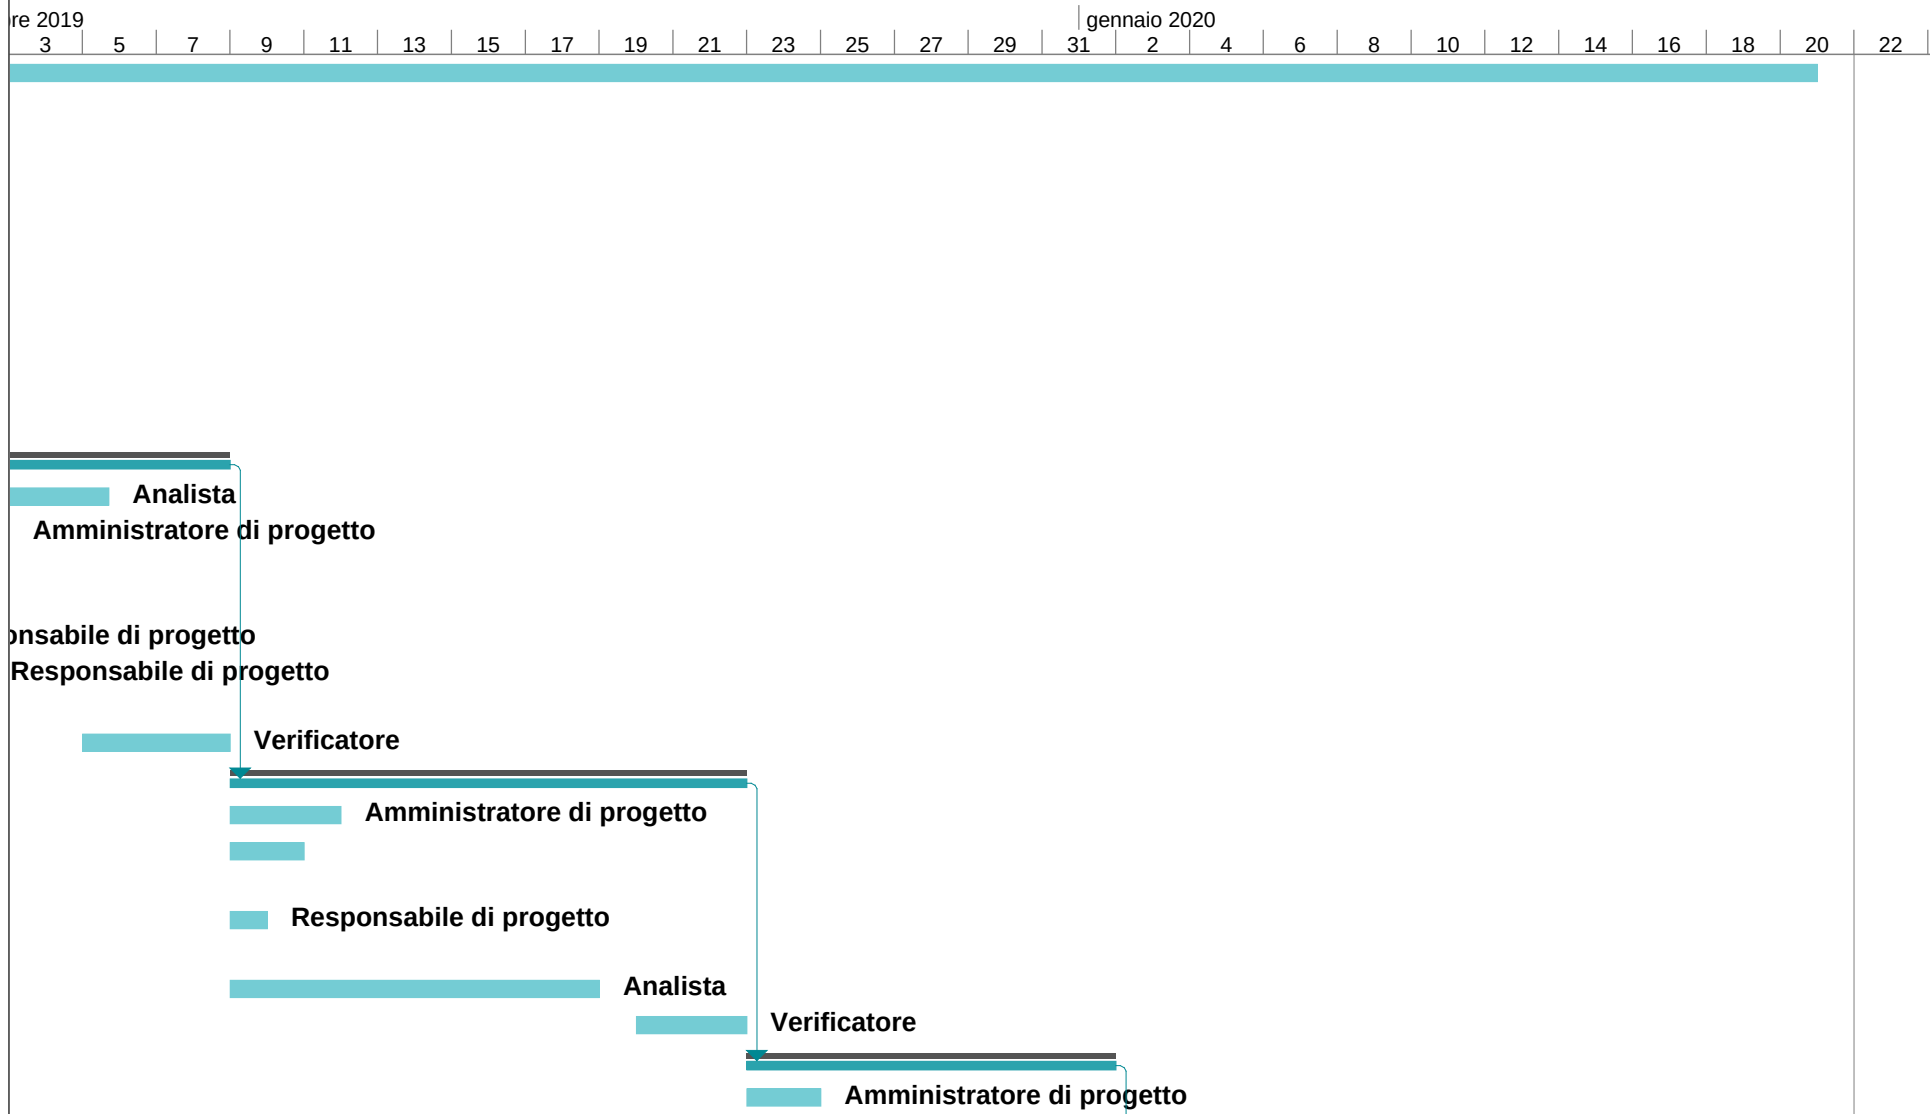 re 2019 gennaio 2020
3 5 7 9 11 13 15 17 19 21 23 25 27 29 31 2 4 6 8 10 12 14 16 18 20 22
Analista
Amministratore di progetto
onsabile di progetto
Responsabile di progetto
Verificatore
Amministratore di progetto
Responsabile di progetto
Analista
Verificatore
Amministratore di progetto